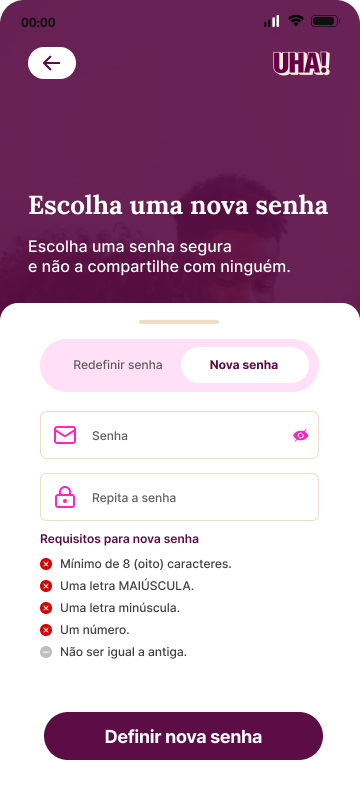 00:00
UHA!
Escolha uma nova senha
Escolha uma senha segura
e não a compartilhe com ninguém.
Redefinir senha
Nova senha
Senha
Repita a senha
Requisitos para nova senha
Mínimo de 8 (oito) caracteres.
Uma letra MAIÚSCULA.
Uma letra minúscula.
Um número.
Não ser igual a antiga.
Definir nova senha